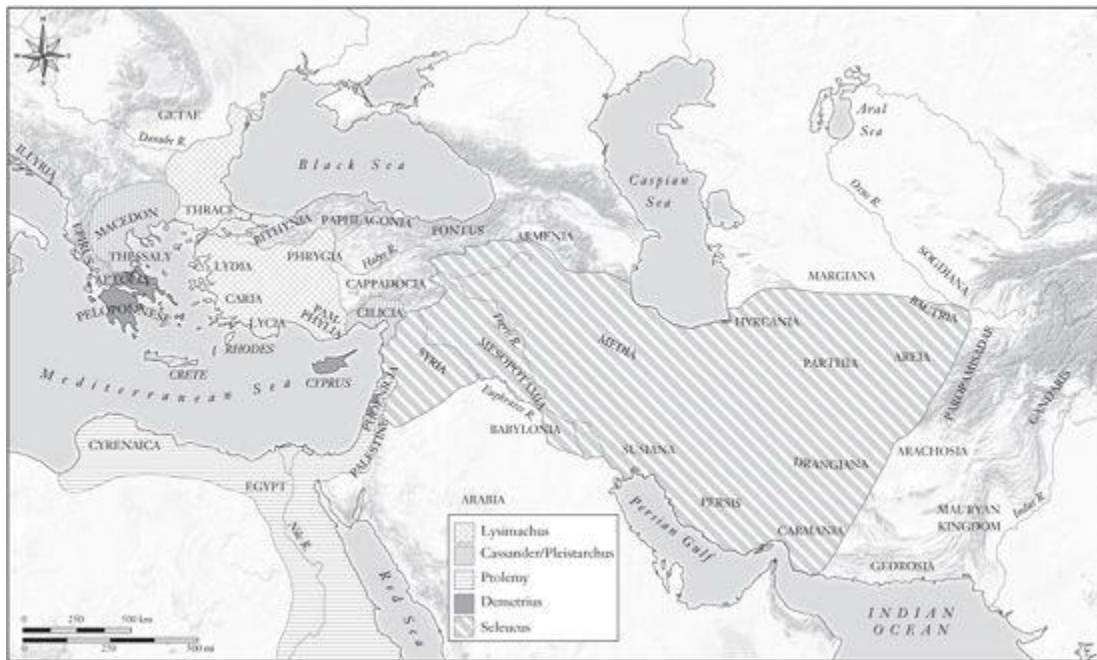 N
GETAE
Danube R.
ILLYRIA
Black Sea
Caspian
Sea
Aral
Sea
Oxus R.
MACEDON
THRACE
BITHYNIA
PAPHLAGONIA
PONTUS
ARMENIA
EPIRUS
THESSALY
LYDIA
PHRYGIA
Halys R.
CAPPADOCIA
MARGIANA
SOGDIANA
AETOLIA
PELOPONNESE
CARIA
LYCIA
PAM-
PHYLIA
CILICIA
RHODES
CRETE
CYPRUS
Mediterranean Sea
SYRIA
Tigris R.
MESOPOTAMIA
MEDIA
HYRCANIA
BACTRIA
PARTHIA
AREIA
PAROPAMISADAE
GANDARIS
PALESTINE
Euphrates R.
BABYLONIA
SUSIANA
DRANGIANA
ARACHOSIA
CYRENAICA
EGYPT
Nile R.
ARABIA
PERSIS
CARMANIA
MAURYAN
KINGDOM
Indus R.
GEDROSIA
Persian Gulf
Red Sea
INDIAN
OCEAN
Lysimachus
Cassander/Pleistarchus
Ptolemy
Demetrius
Seleucus
0 250 500 km
0 250 500 mi